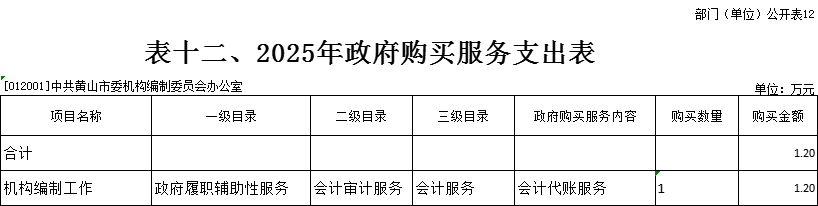 部门（单位）公开表12
表十二、2025年政府购买服务支出表
[012001]中共黄山市委机构编制委员会办公室 单位：万元
项目名称 一级目录 二级目录 三级目录 政府购买服务内容 购买数量 购买金额
合计 1.20
机构编制工作 政府履职辅助性服务 会计审计服务 会计服务 会计代账服务 1 1.20